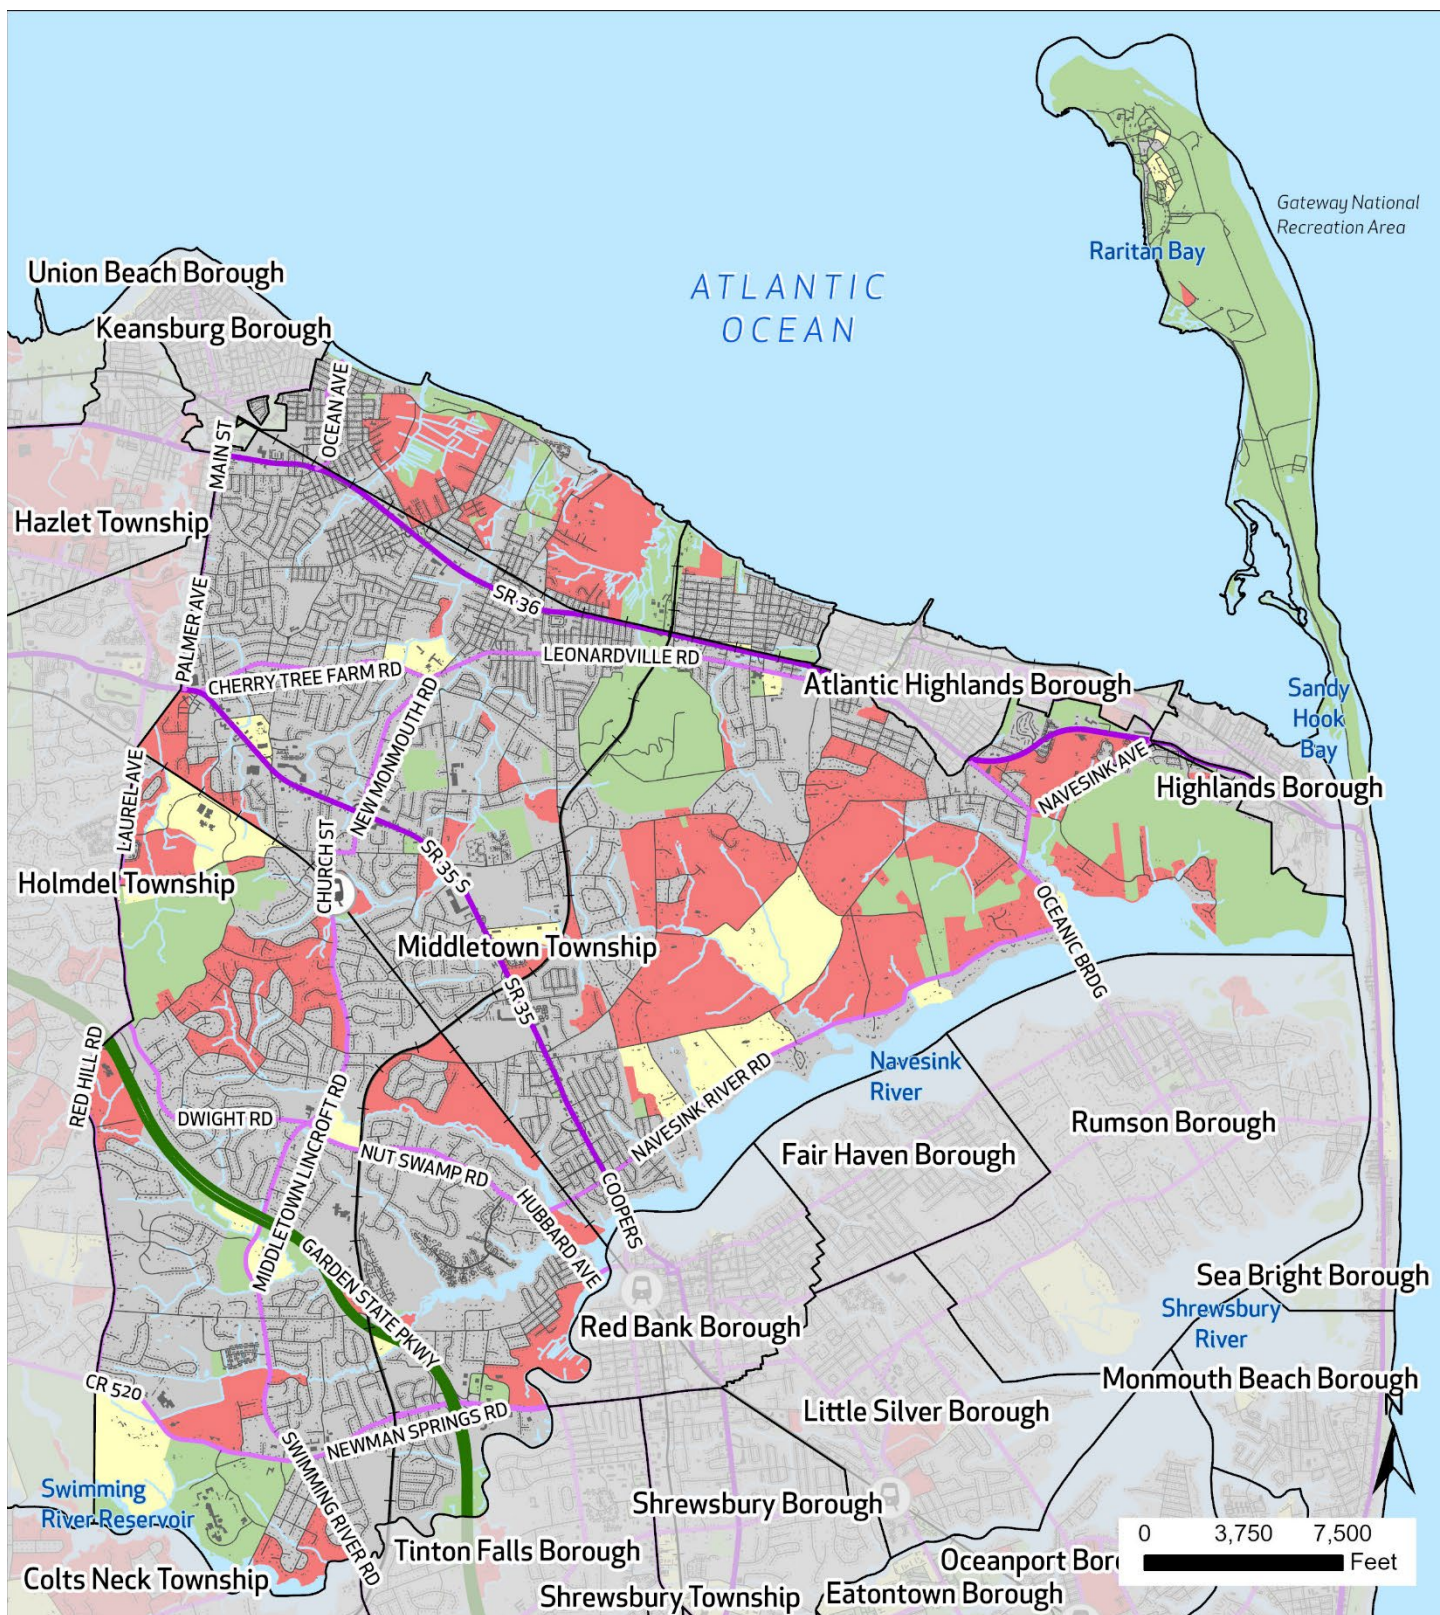 Gateway National
Recreation Area
Raritan Bay
Union Beach Borough
ATLANTIC
OCEAN
Keansburg Borough
OCEAN AVE
MAIN ST
Hazlet Township
SR 36
PALMER AVE
LEONARDVILLE RD
CHERRY TREE FARM RD
Atlantic Highlands Borough
Sandy
Hook
Bay
NEW MONMOUTH RD
LAUREL AVE
NAVESINK AVE
Highlands Borough
CHURCH ST
SR 35 S
Holmdel Township
OCEANIC BRDG
Middletown Township
SR 35
RED HILL RD
Navesink
River
NAVESINK RIVER RD
DWIGHT RD
Rumson Borough
MIDDLETOWN LINCROFT RD
NUT SWAMP RD
Fair Haven Borough
COOPERS
HUBBARD AVE
GARDEN STATE PKWY
Sea Bright Borough
Shrewsbury
River
Red Bank Borough
CR 520
Monmouth Beach Borough
NEWMAN SPRINGS RD
Little Silver Borough
SWIMMING RIVER RD
Swimming
River Reservoir
Shrewsbury Borough
0 3,750 7,500
Feet
Tinton Falls Borough
Oceanport Boro
Colts Neck Township
Shrewsbury Township
Eatontown Borough